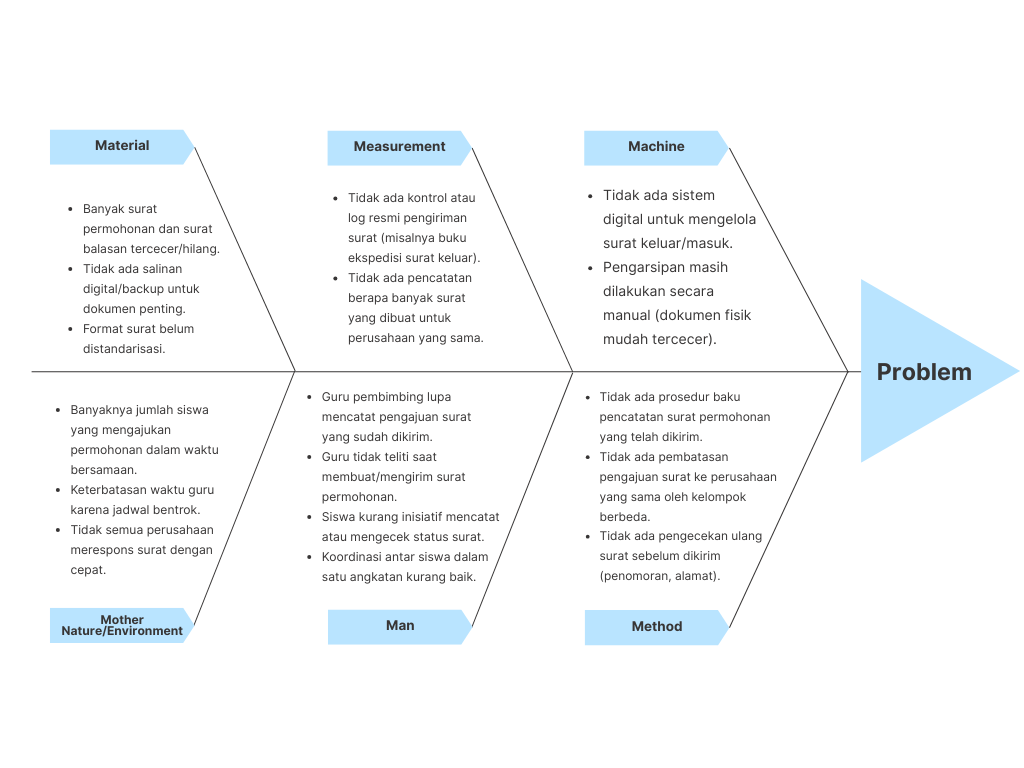 Material
• Banyak surat
permohonan dan surat
balasan tercecer/hilang.
• Tidak ada salinan
digital/backup untuk
dokumen penting.
• Format surat belum
distandarisasi.
Measurement
• Tidak ada kontrol atau
log resmi pengiriman
surat (misalnya buku
ekspedisi surat keluar).
• Tidak ada pencatatan
berapa banyak surat
yang dibuat untuk
perusahaan yang sama.
Machine
• Tidak ada sistem
digital untuk mengelola
surat keluar/masuk.
• Pengarsipan masih
dilakukan secara
manual (dokumen fisik
mudah tercecer).
Problem
• Banyaknya jumlah siswa
yang mengajukan
permohonan dalam waktu
bersamaan.
• Keterbatasan waktu guru
karena jadwal bentrok.
• Tidak semua perusahaan
merespons surat dengan
cepat.
Mother
Nature/Environment
• Guru pembimbing lupa
mencatat pengajuan surat
yang sudah dikirim.
• Guru tidak teliti saat
membuat/mengirim surat
permohonan.
• Siswa kurang inisiatif mencatat
atau mengecek status surat.
• Koordinasi antar siswa dalam
satu angkatan kurang baik.
Man
• Tidak ada prosedur baku
pencatatan surat permohonan
yang telah dikirim.
• Tidak ada pembatasan
pengajuan surat ke perusahaan
yang sama oleh kelompok
berbeda.
• Tidak ada pengecekan ulang
surat sebelum dikirim
(penomoran, alamat).
Method